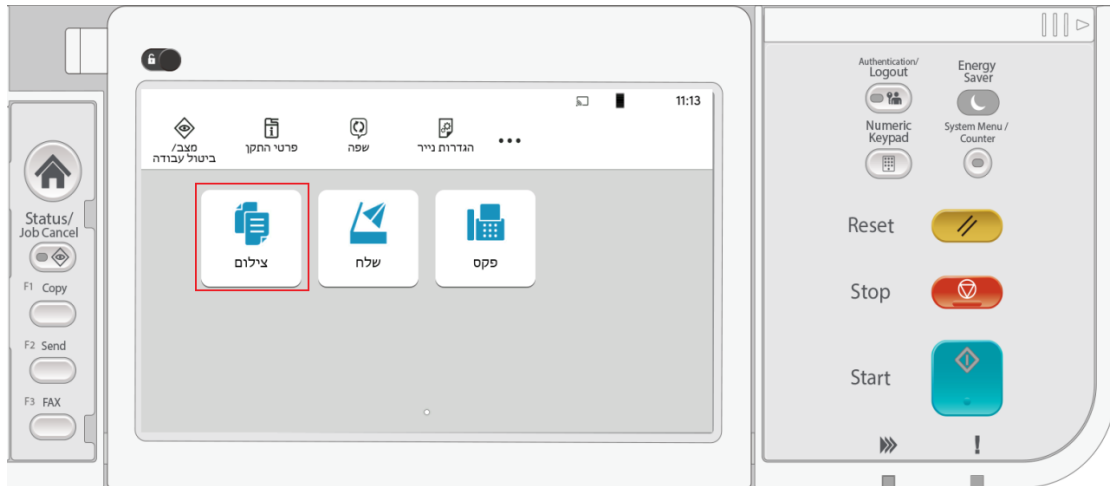 11:13
מצב/
ביטול עבודה
פרטי התקן
שפה
הגדרות נייר
צילום
שלח
פקס
Status/
Job Cancel
F1 Copy
F2 Send
F3 FAX
Authentication/
Logout
Energy
Saver
Numeric
Keypad
System Menu /
Counter
Reset
Stop
Start